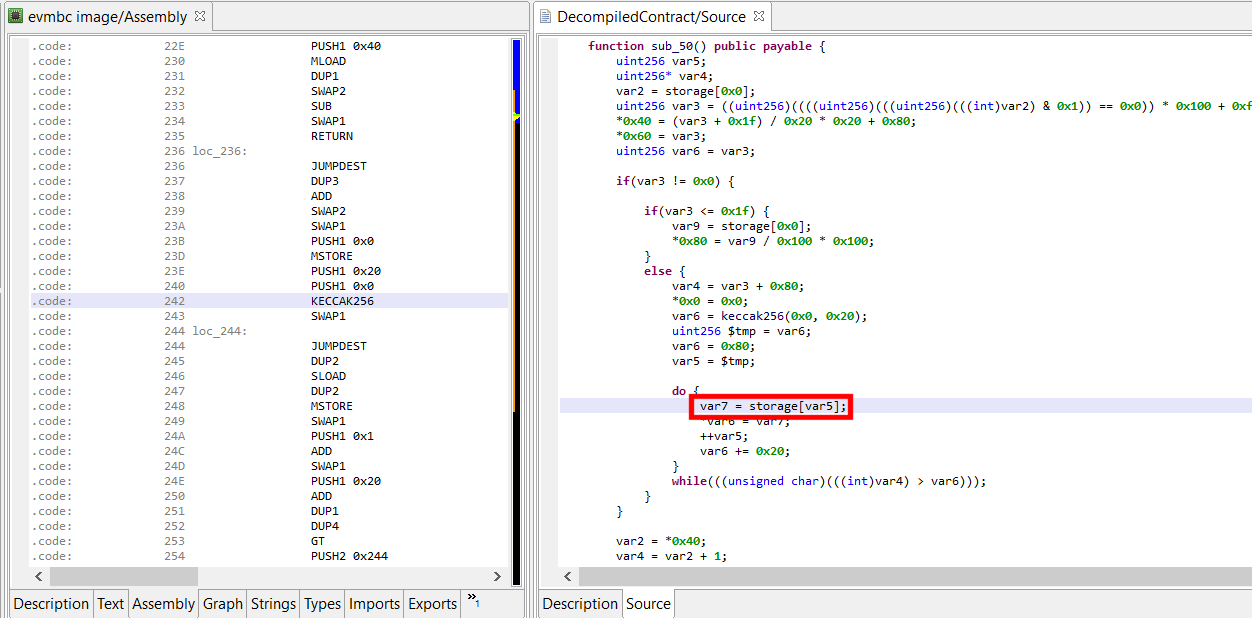 evmbc image/Assembly
.code: 22E PUSH1 0x40
.code: 230 MLOAD
.code: 231 DUP1
.code: 232 SWAP2
.code: 233 SUB
.code: 234 SWAP1
.code: 235 RETURN
.code: 236 loc_236:
.code: 236 JUMPDEST
.code: 237 DUP3
.code: 238 ADD
.code: 239 SWAP2
.code: 23A SWAP1
.code: 23B PUSH1 0x0
.code: 23D MSTORE
.code: 23E PUSH1 0x20
.code: 240 PUSH1 0x0
.code: 242 KECCAK256
.code: 243 SWAP1
.code: 244 loc_244:
.code: 244 JUMPDEST
.code: 245 DUP2
.code: 246 SLOAD
.code: 247 DUP2
.code: 248 MSTORE
.code: 249 SWAP1
.code: 24A PUSH1 0x1
.code: 24C ADD
.code: 24D SWAP1
.code: 24E PUSH1 0x20
.code: 250 ADD
.code: 251 DUP1
.code: 252 DUP4
.code: 253 GT
.code: 254 PUSH2 0x244
Description Text Assembly Graph Strings Types Imports Exports »1
DecompiledContract/Source
function sub_50() public payable {
uint256 var5;
uint256* var4;
var2 = storage[0x0];
uint256 var3 = ((uint256)((((uint256)(((uint256)(((int)var2) & 0x1)) == 0x0)) * 0x100 + 0xf
*0x40 = (var3 + 0x1f) / 0x20 * 0x20 + 0x80;
*0x60 = var3;
uint256 var6 = var3;
if(var3 != 0x0) {
if(var3 <= 0x1f) {
var9 = storage[0x0];
*0x80 = var9 / 0x100 * 0x100;
}
else {
var4 = var3 + 0x80;
*0x0 = 0x0;
var6 = keccak256(0x0, 0x20);
uint256 $tmp = var6;
var6 = 0x80;
var5 = $tmp;
do {
var7 = storage[var5];
*var6 = var7;
++var5;
var6 += 0x20;
}
while(((unsigned char)(((int)var4) > var6)));
}
}
var2 = *0x40;
var4 = var2 + 1;
Description Source